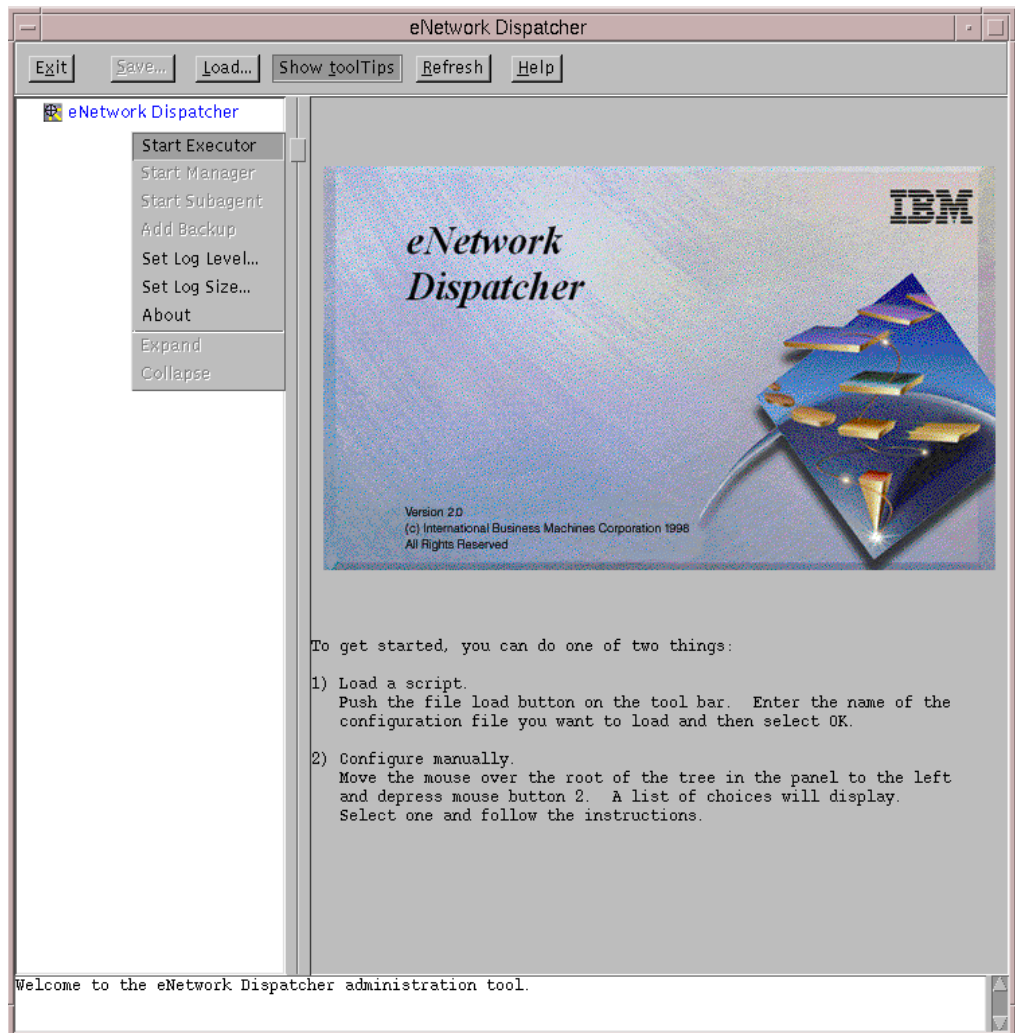 eNetwork Dispatcher
Exit Save... Load... Show toolTips Refresh Help
eNetwork Dispatcher
Start Executor
Start Manager
Start Subagent
Add Backup
Set Log Level...
Set Log Size...
About
Expand
Collapse
IBM
eNetwork
Dispatcher
Version 2.0
(c) International Business Machines Corporation 1998
All Rights Reserved
To get started, you can do one of two things:
1) Load a script.
Push the file load button on the tool bar.  Enter the name of the
configuration file you want to load and then select OK.
2) Configure manually.
Move the mouse over the root of the tree in the panel to the left
and depress mouse button 2.  A list of choices will display.
Select one and follow the instructions.
Welcome to the eNetwork Dispatcher administration tool.